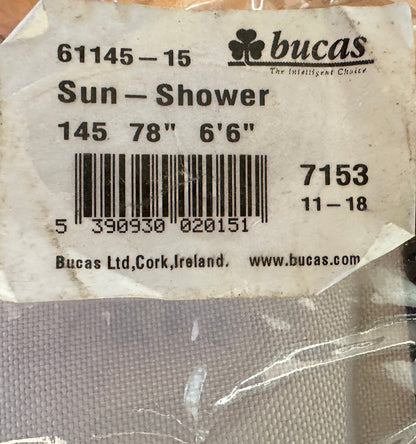 61145-15
bucas
The Intelligent Choice
Sun-Shower
145 78" 6'6"
7153
11-18
5 390930 020151
Bucas Ltd,Cork,Ireland. www.bucas.com